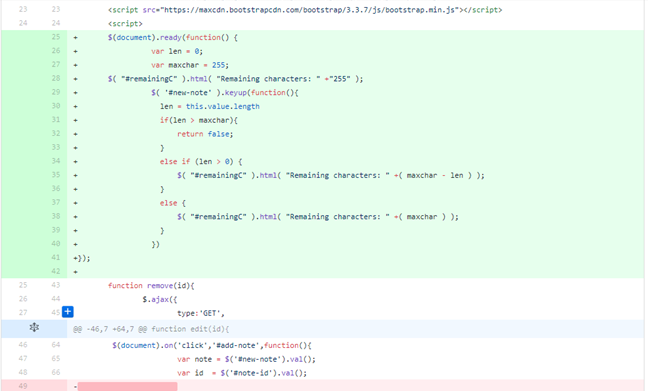 23 23 <script src="https://maxcdn.bootstrapcdn.com/bootstrap/3.3.7/js/bootstrap.min.js"></script>
24 24 <script>
25 + $(document).ready(function() {
26 + var len = 0;
27 + var maxchar = 255;
28 + $( "#remainingC" ).html( "Remaining characters: " +"255" );
29 + $( '#new-note' ).keyup(function(){
30 + len = this.value.length
31 + if(len > maxchar){
32 + return false;
33 + }
34 + else if (len > 0) {
35 + $( "#remainingC" ).html( "Remaining characters: " +( maxchar - len ) );
36 + }
37 + else {
38 + $( "#remainingC" ).html( "Remaining characters: " +( maxchar ) );
39 + }
40 + })
41 +});
42 +
25 43 function remove(id){
26 44 $.ajax({
27 45 + type:'GET',
@@ -46,7 +64,7 @@ function edit(id){
46 64 $(document).on('click','#add-note',function(){
47 65 var note = $('#new-note').val();
48 66 var id = $('#note-id').val();
49 -